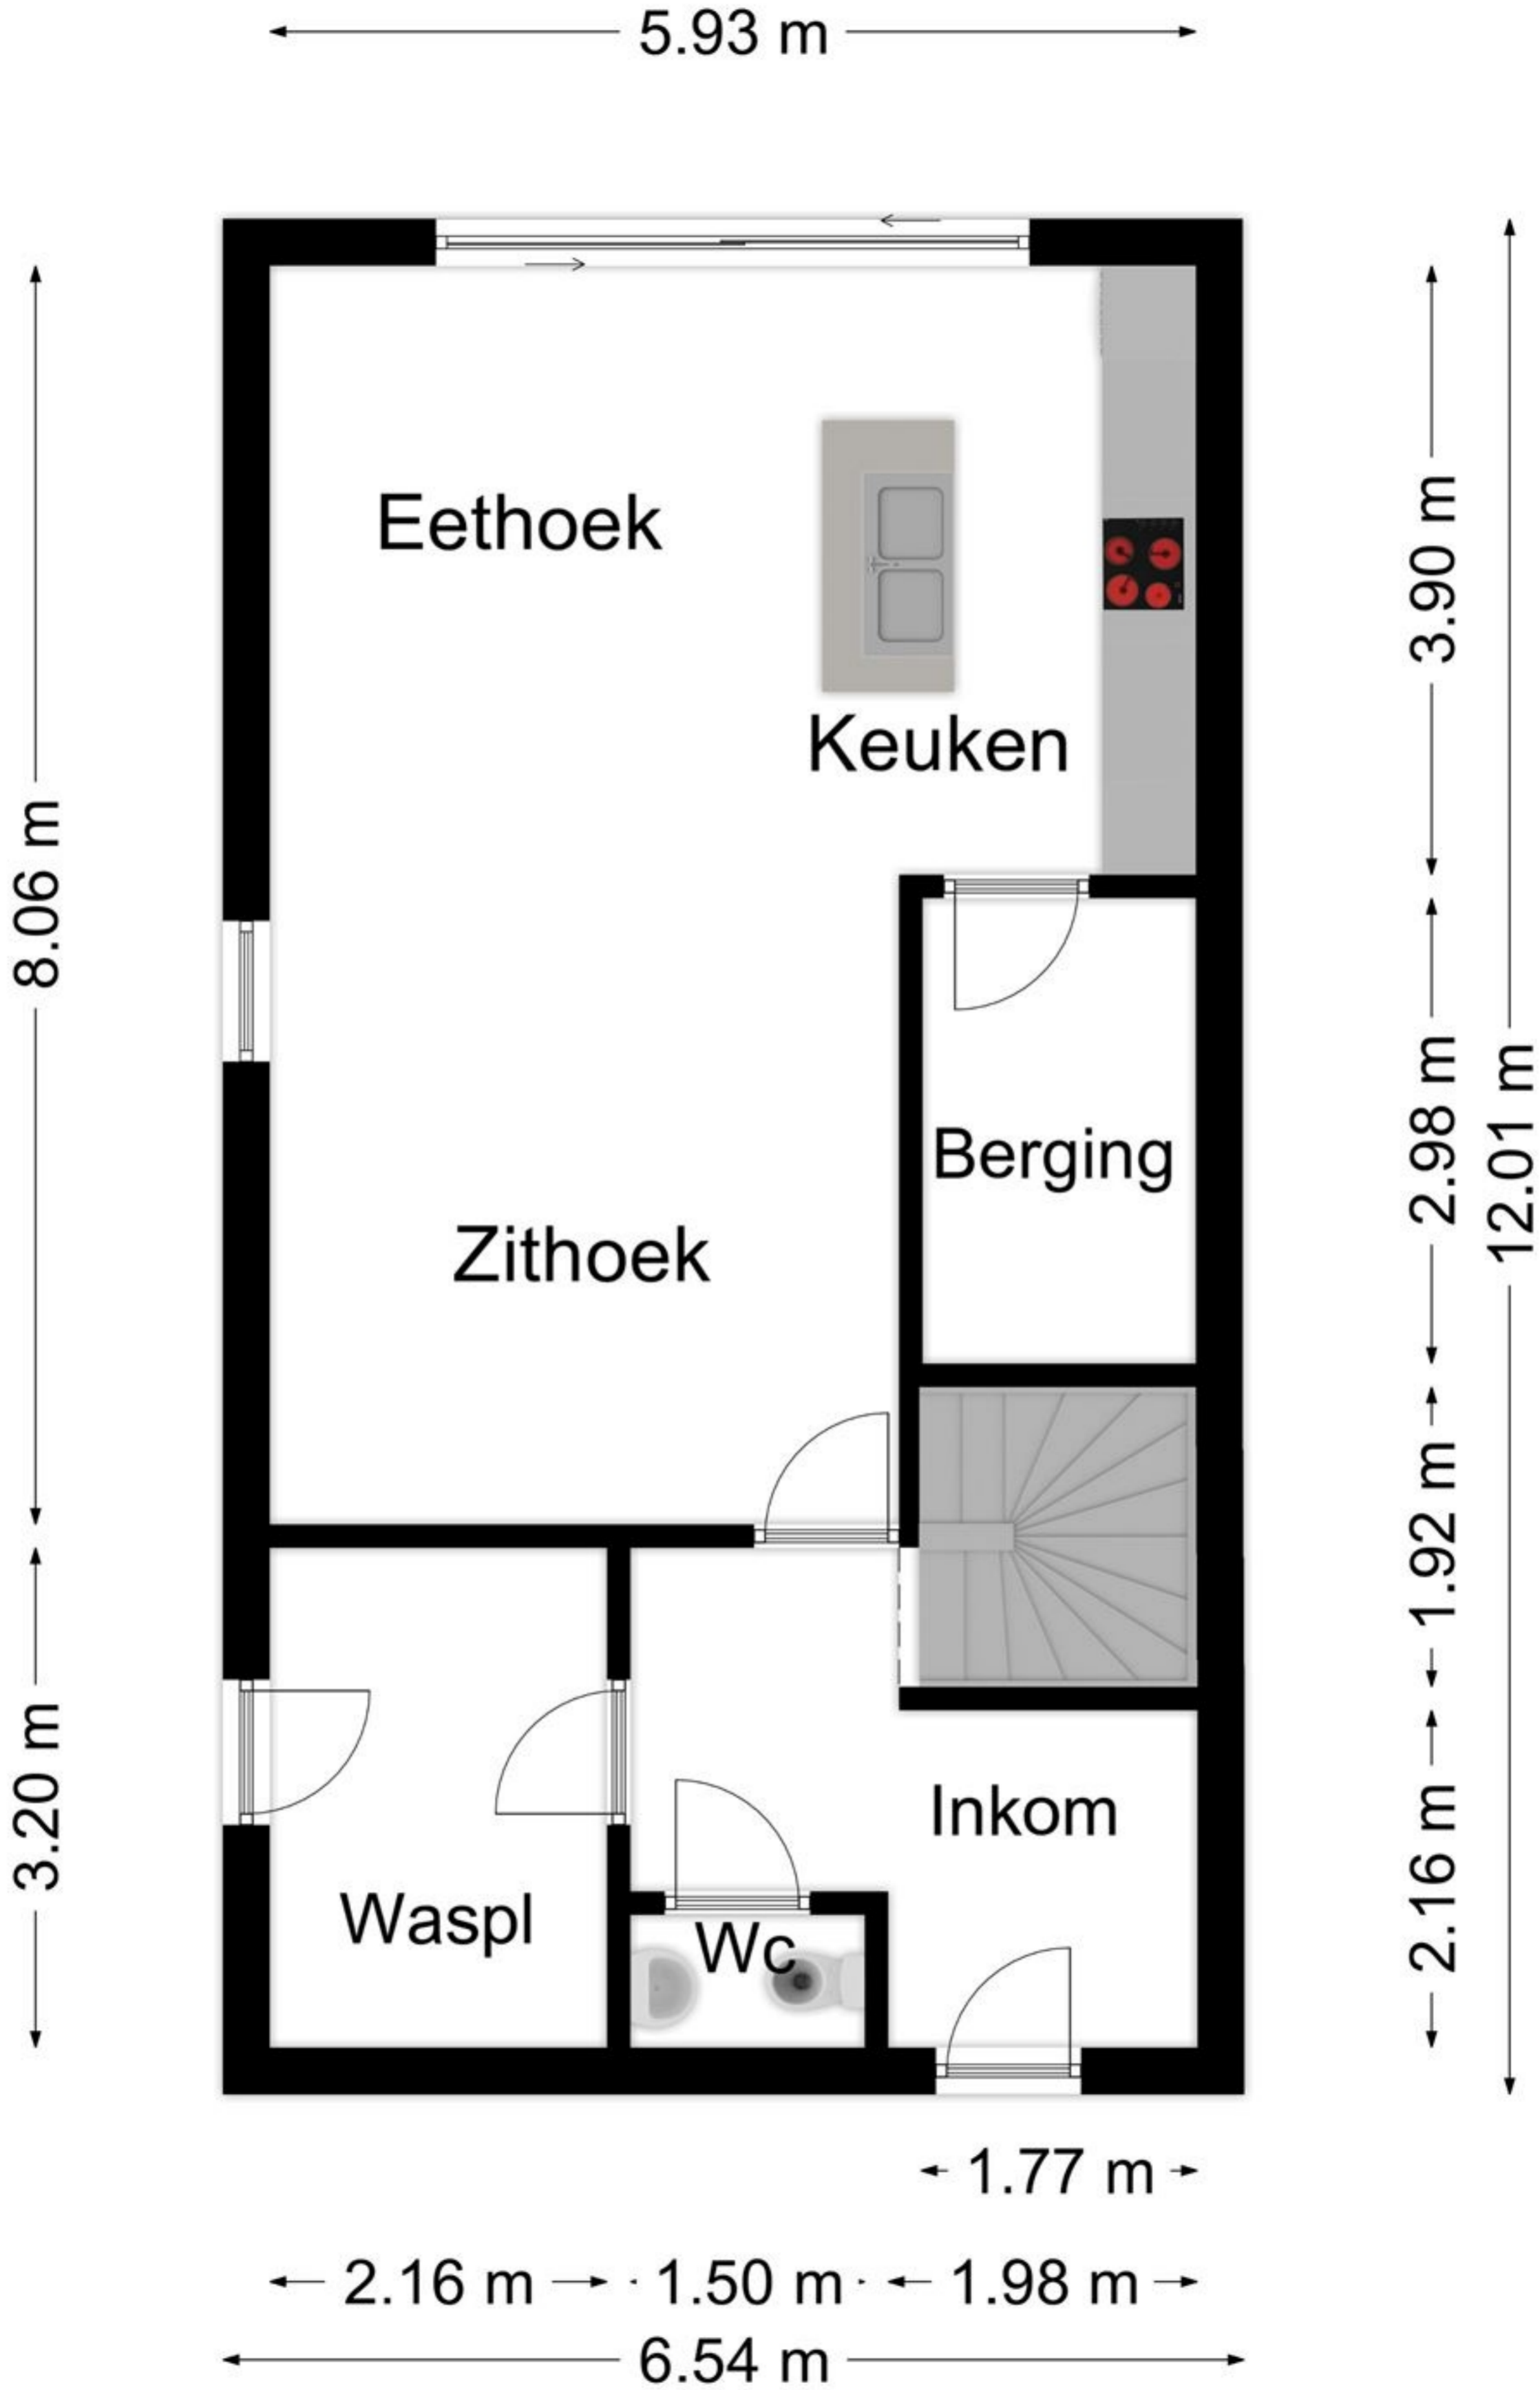 5.93 m
Eethoek
3.90 m
Keuken
8.06 m
2.98 m
12.01 m
Berging
Zithoek
1.92 m
3.20 m
Inkom
2.16 m
Waspl
Wc
1.77 m
2.16 m
1.50 m
1.98 m
6.54 m